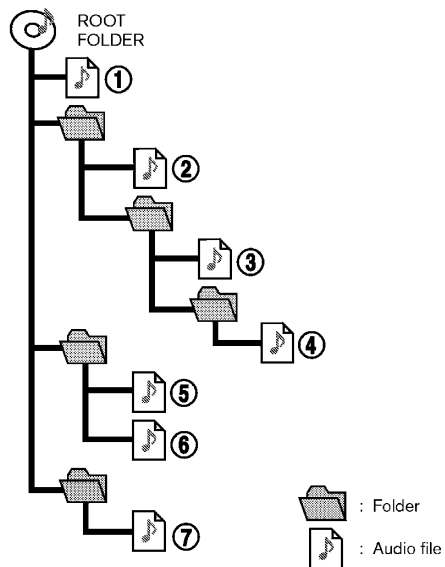 ROOT
FOLDER
①
②
③
④
⑤
⑥
⑦
: Folder
: Audio file